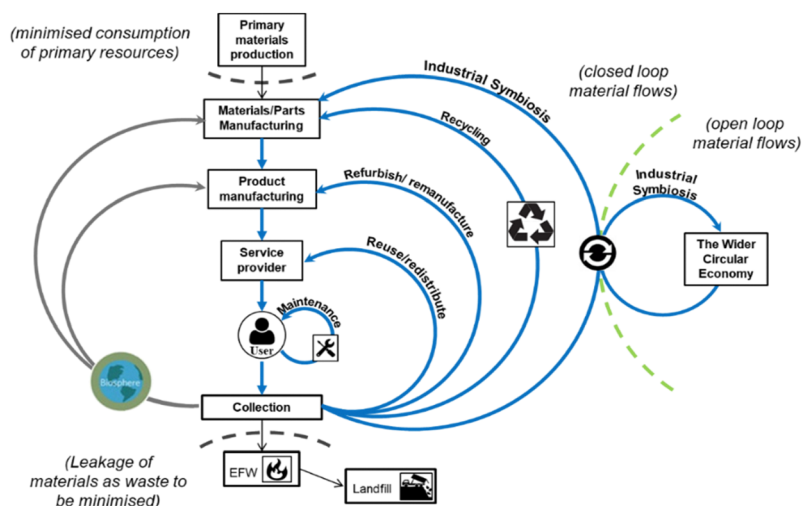 Primary
materials
production
(minimised consumption
of primary resources)
Industrial Symbiosis
(closed loop
material flows)
(open loop
material flows)
Materials/Parts
Manufacturing
Recycling
Product
manufacturing
Refurbish/ remanufacture
Industrial
Symbiosis
Service
provider
Reuse/redistribute
The Wider
Circular
Economy
Maintenance
User
Biosphere
Collection
(Leakage of
materials as waste to
be minimised)
EFW
Landfill